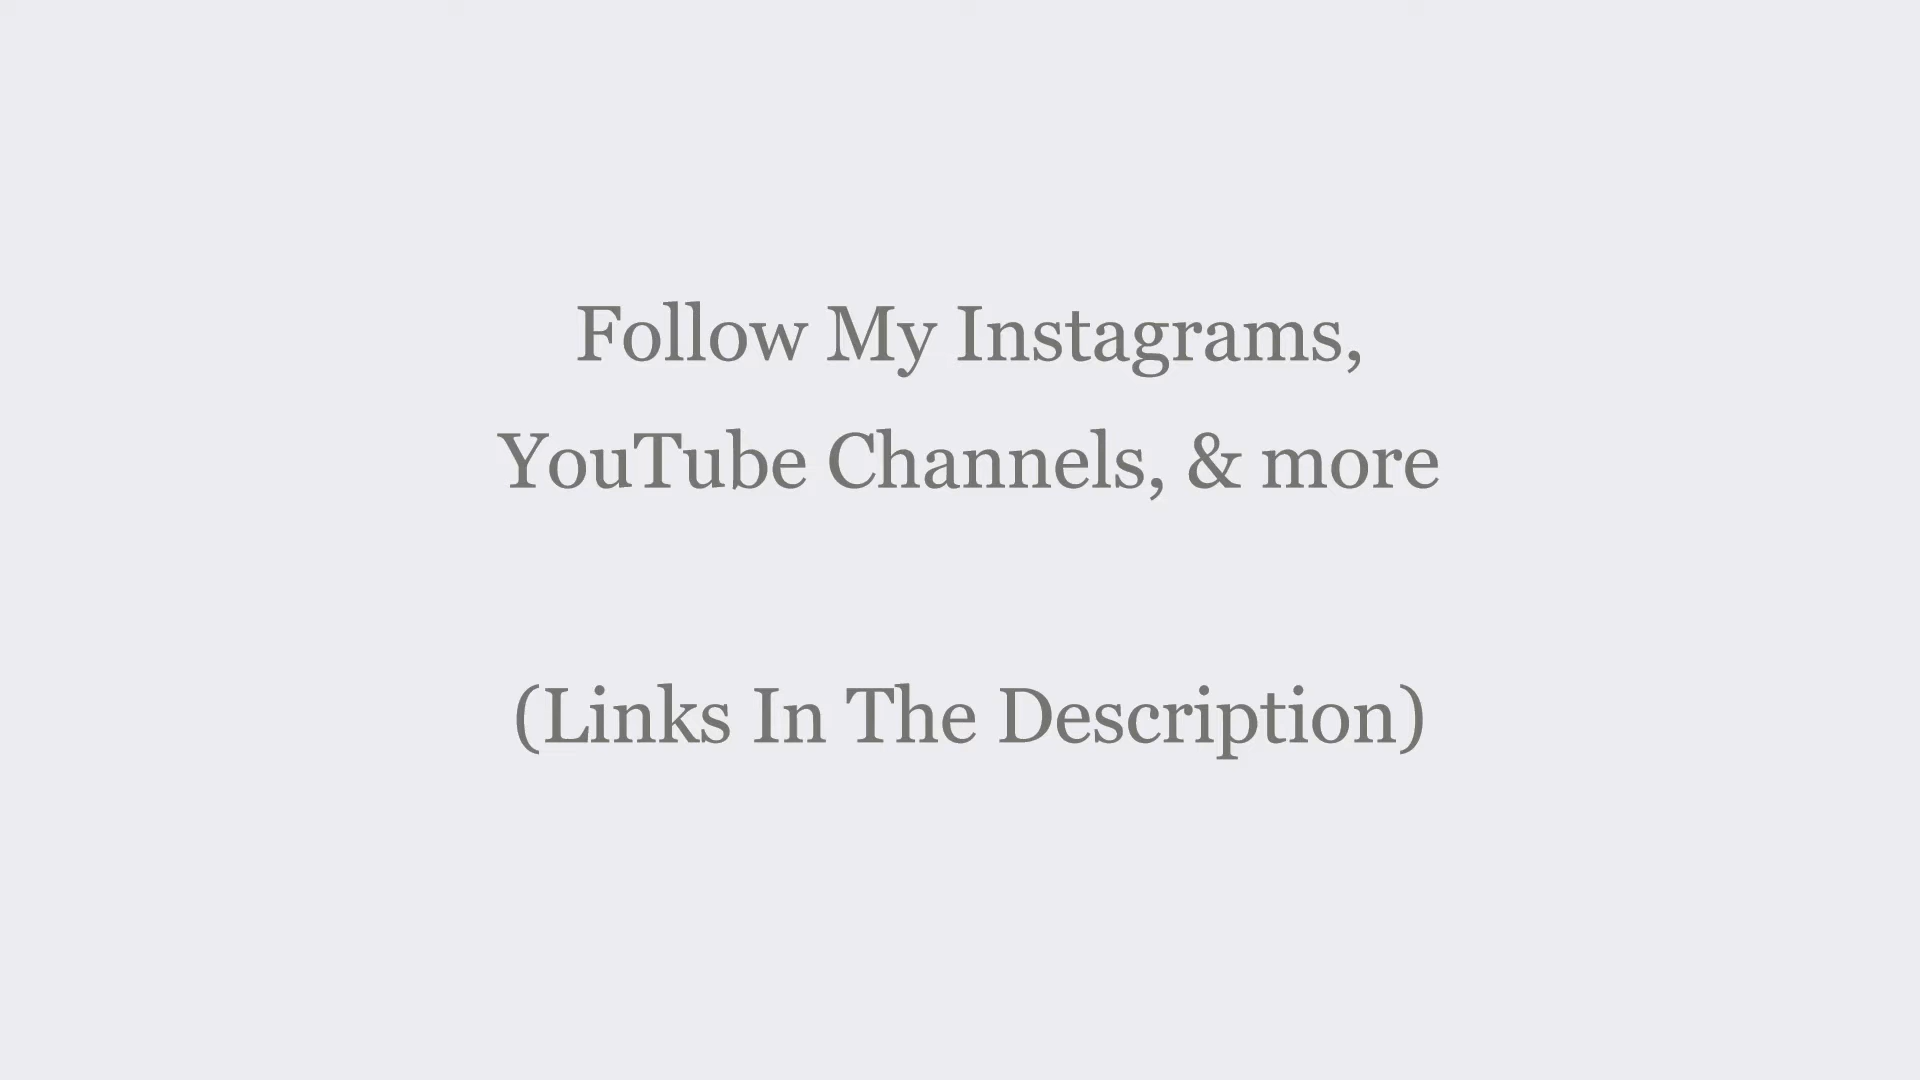 Follow My Instagrams,
YouTube Channels, & more
(Links In The Description)